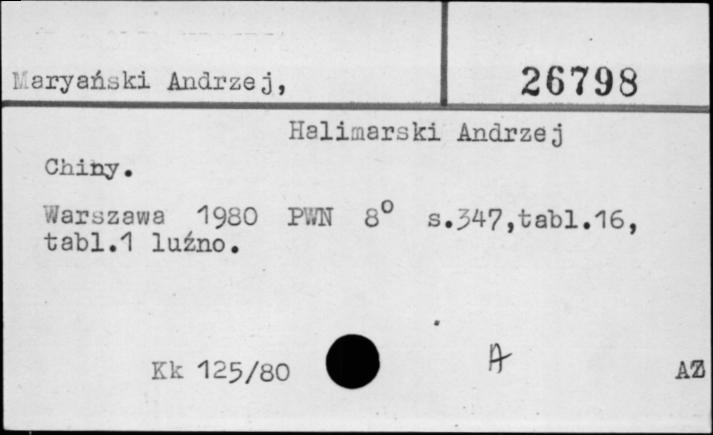 Maryański Andrzej,
26798
Halimarski Andrzej
Chiny.
Warszawa 1980 PWN 8° s.347,tabl.16,
tabl.1 luźno.
Kk 125/80
A
AZ